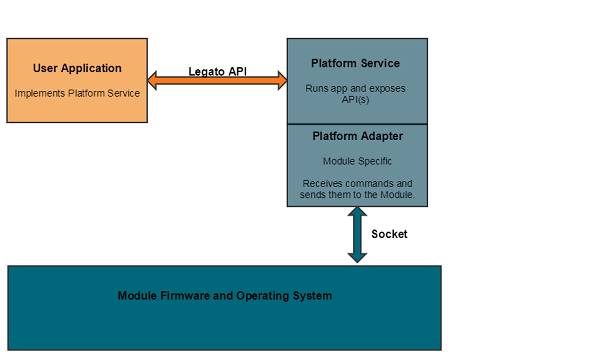 User Application
Implements Platform Service
Legato API
Platform Service
Runs app and exposes
API(s)
Platform Adapter
Module Specific
Receives commands and
sends them to the Module.
Socket
Module Firmware and Operating System